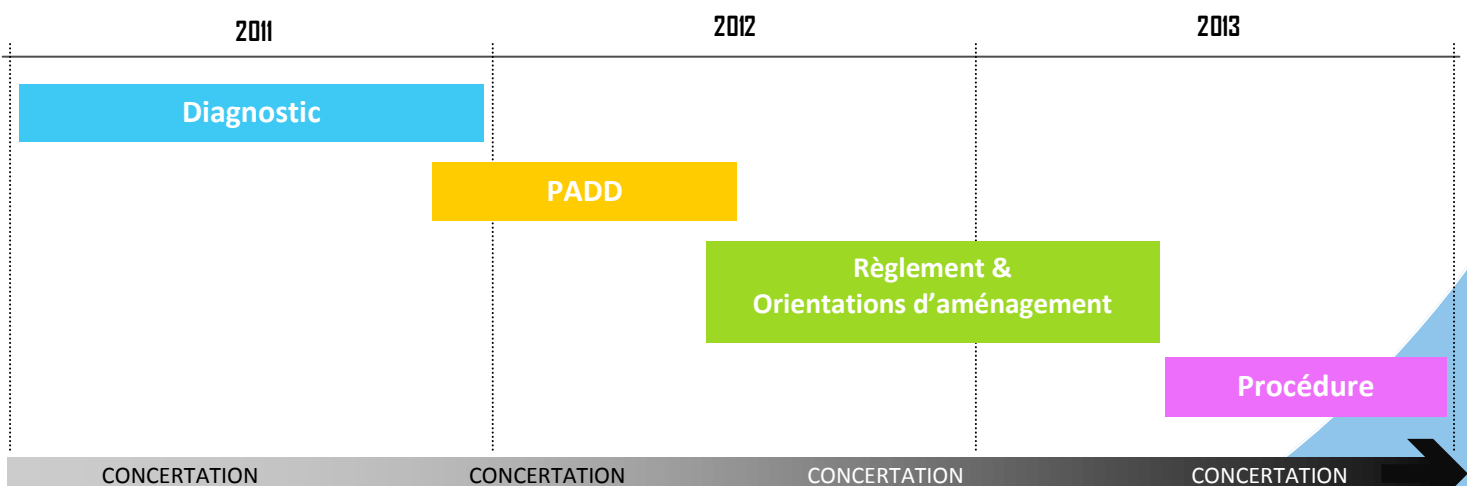 2011 2012 2013
Diagnostic
PADD
Règlement &
Orientations d’aménagement
Procédure
CONCERTATION CONCERTATION CONCERTATION CONCERTATION